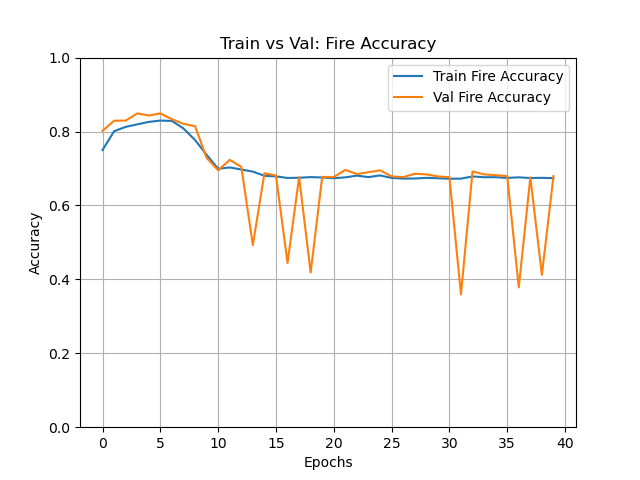 Train vs Val: Fire Accuracy
1.0
Train Fire Accuracy
Val Fire Accuracy
0.8
0.6
Accuracy
0.4
0.2
0.0
0 5 10 15 20 25 30 35 40
Epochs